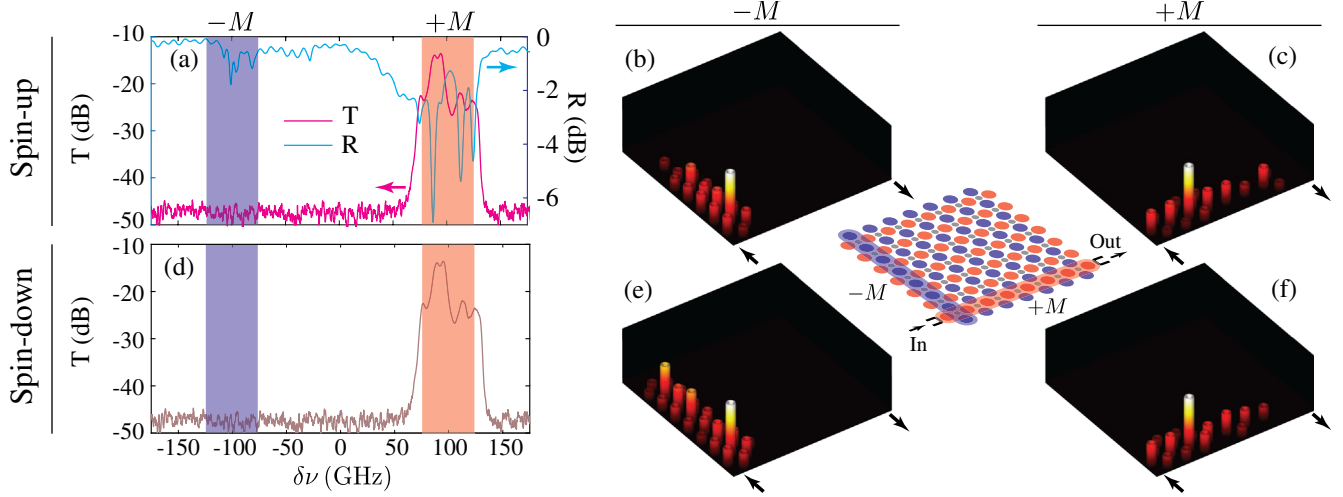 −M
+M
−M
+M
Spin-up
T (dB)
-10
-20
-30
-40
-50
(a)
T
R
0
-2
-4
-6
R (dB)
(b)
(c)
Spin-down
T (dB)
-10
-20
-30
-40
-50
(d)
-150
-100
-50
0
50
100
150
δν (GHz)
Out
−M
+M
In
(e)
(f)